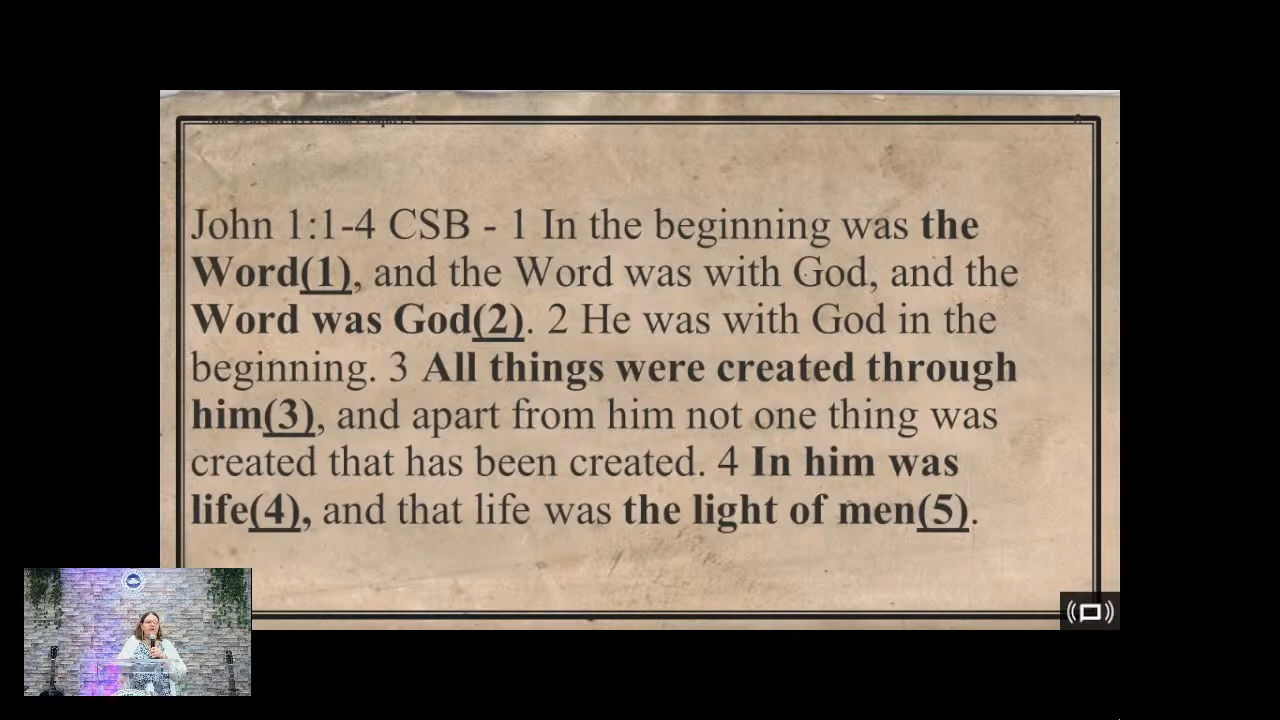 John 1:1-4 CSB - 1 In the beginning was the
Word(1), and the Word was with God, and the
Word was God(2). 2 He was with God in the
beginning. 3 All things were created through
him(3), and apart from him not one thing was
created that has been created. 4 In him was
life(4), and that life was the light of men(5).